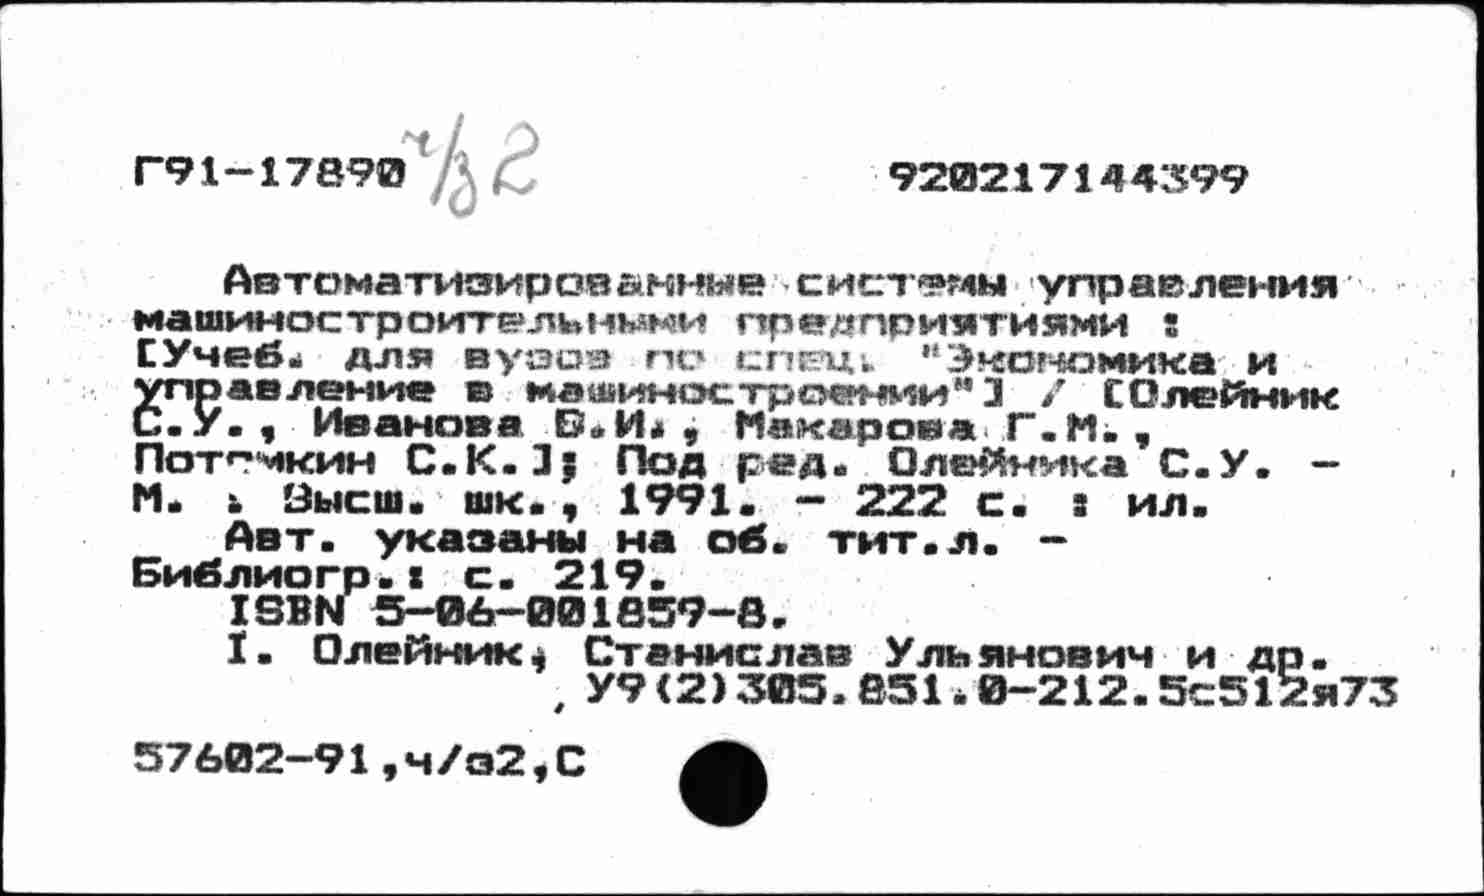 Г91-17890 ч/з 2 920217144399
Автоматизированные системы управления
машиностроительными предприятиями :
[Учеб. для вузов по спец. "Экономика и
управление в машиностроении"] / [Олейник
С.У., Иванова В.И., Макарова Г.М.,
Потомкин С.К.]; Под ред. Олейника С.У. -
М. : Высш. шк., 1991. - 222 с. : ил.
Авт. указаны на об. тит.л. -
Библиогр.: с. 219.
ISBN 5-06-001859-8.
I. Олейник, Станислав Ульянович и др.
У9(2)305.851.0-212.5с512я73
57602-91,ч/з2,С